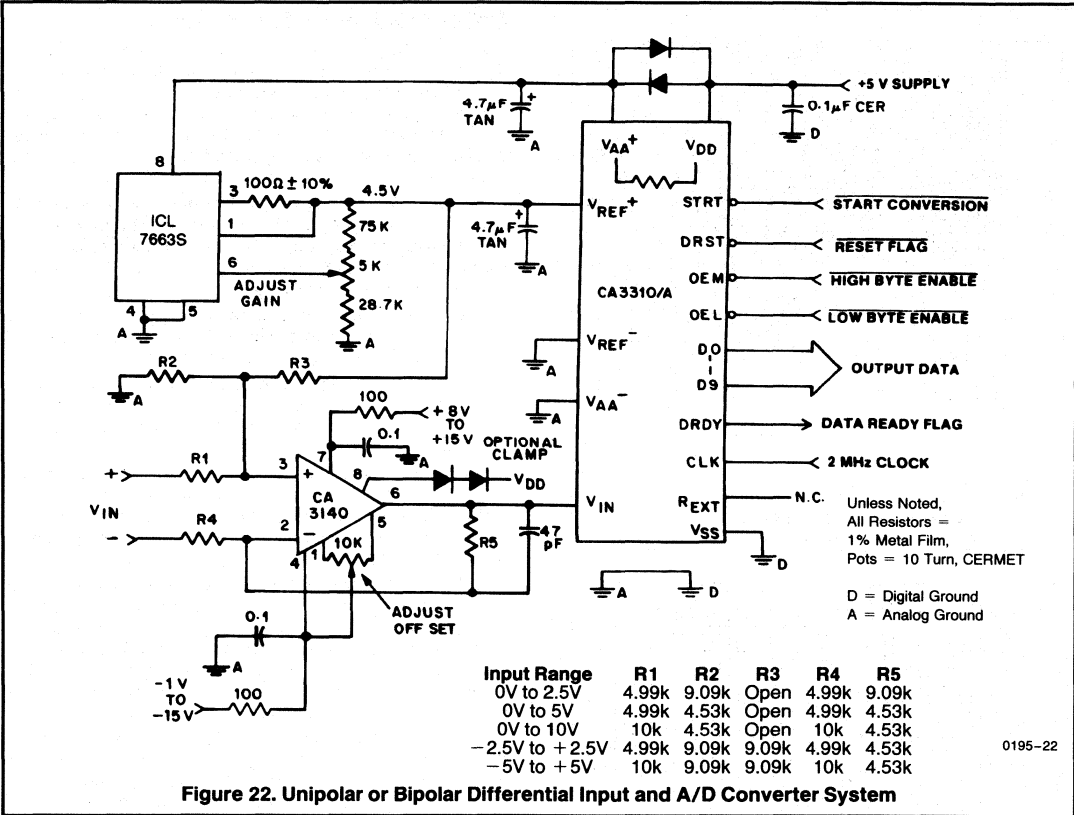 +5 V SUPPLY
4.7μF
TAN
+
A
0.1μF CER
D
8
3
100Ω ± 10%
4.5V
ICL
7663S
1
75K
6
5K
ADJUST
GAIN
28.7K
4
5
A
A
4.7μF
TAN
+
A
VAA+
VDD
VREF+
STRT
START CONVERSION
DRST
RESET FLAG
CA3310/A
OEM
HIGH BYTE ENABLE
OEL
LOW BYTE ENABLE
VREF-
A
D0
D9
OUTPUT DATA
VAA-
A
DRDY
DATA READY FLAG
CLK
2 MHz CLOCK
VIN
REXT
N.C.
VSS
D
R2
R3
A
100
+8V
TO
+15V
0.1
A
OPTIONAL
CLAMP
7
8
VDD
+
R1
3
+
CA
3140
6
VIN
5
-
R4
2
-
1
10K
4
R5
47
pF
ADJUST
OFF SET
0.1
A
-1V
TO
-15V
100
A
D
Unless Noted,
All Resistors =
1% Metal Film,
Pots = 10 Turn, CERMET
D = Digital Ground
A = Analog Ground
Input Range R1 R2 R3 R4 R5
0V to 2.5V 4.99k 9.09k Open 4.99k 9.09k
0V to 5V 4.99k 4.53k Open 4.99k 4.53k
0V to 10V 10k 4.53k Open 10k 4.53k
-2.5V to +2.5V 4.99k 9.09k 9.09k 4.99k 4.53k
-5V to +5V 10k 9.09k 9.09k 10k 4.53k
0195-22
Figure 22. Unipolar or Bipolar Differential Input and A/D Converter System